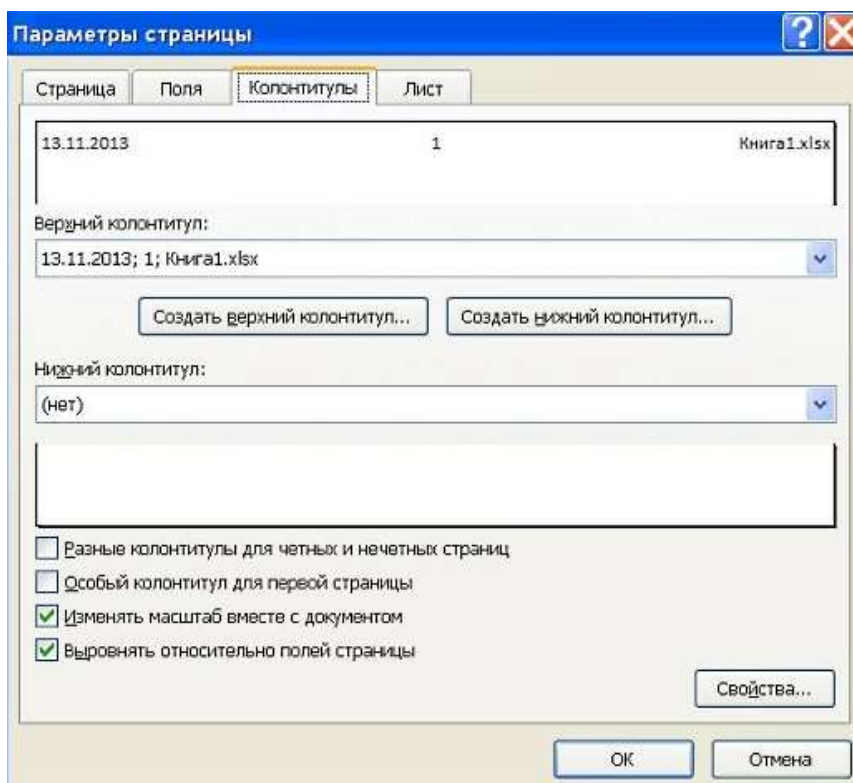 Параметры страницы
Страница Поля Колонтитулы Лист
13.11.2013 1 Книга1.xlsx
Верхний колонтитул:
13.11.2013; 1; Книга1.xlsx
Создать верхний колонтитул... Создать нижний колонтитул...
Нижний колонтитул:
(нет)
Разные колонтитулы для четных и нечетных страниц
Особый колонтитул для первой страницы
Изменять масштаб вместе с документом
Выровнять относительно полей страницы
Свойства...
ОК Отмена